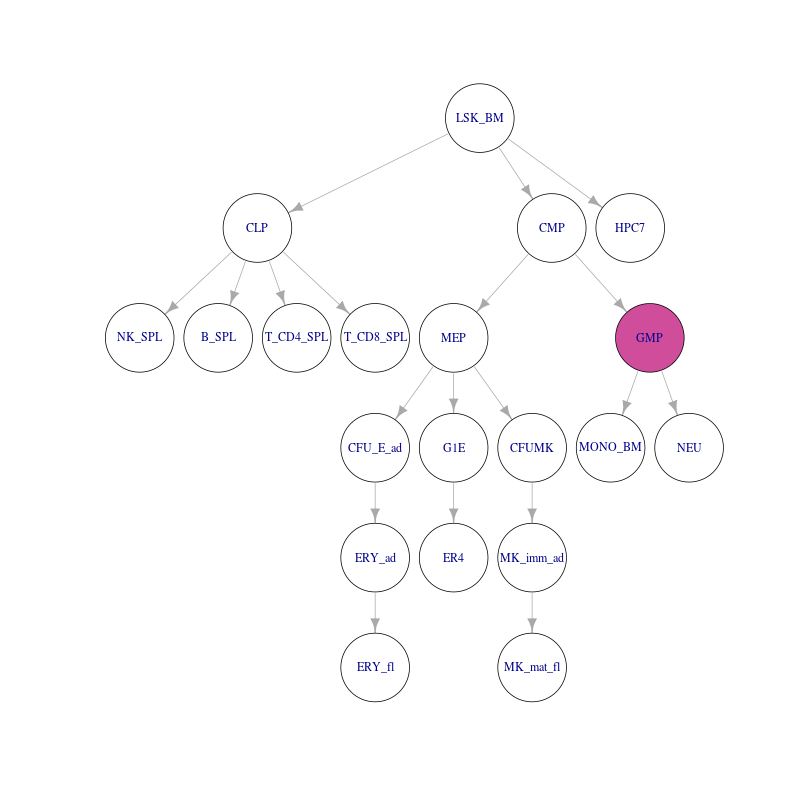 LSK_BM
CLP
CMP
HPC7
NK_SPL
B_SPL
T_CD4_SPL
T_CD8_SPL
MEP
GMP
CFU_E_ad
G1E
CFUMK
MONO_BM
NEU
ERY_ad
ER4
MK_imm_ad
ERY_fl
MK_mat_fl